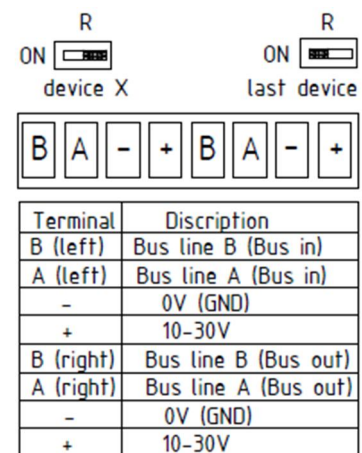 R R
ON ON
device X last device
B A - + B A - +
Terminal Discription
B (left) Bus line B (Bus in)
A (left) Bus line A (Bus in)
- 0V (GND)
+ 10-30V
B (right) Bus line B (Bus out)
A (right) Bus line A (Bus out)
- 0V (GND)
+ 10-30V